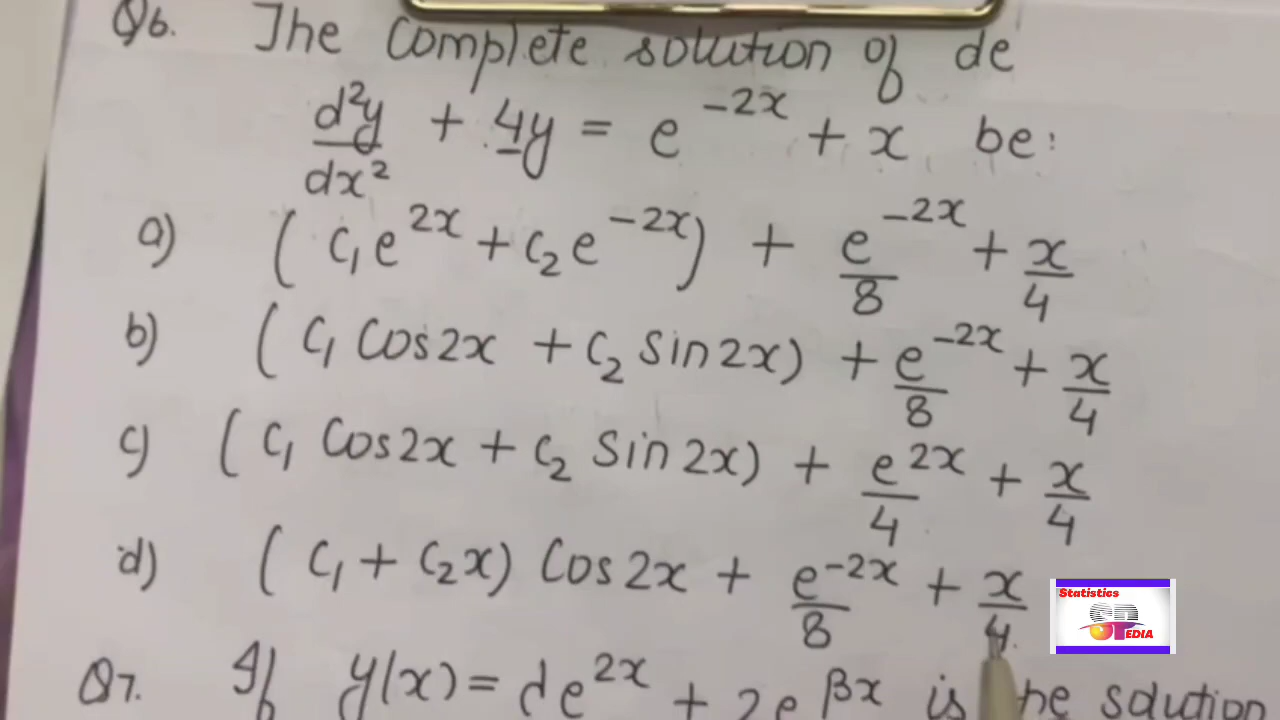 Q6. The Complete solution of de
d²y/dx² + 4y = e^-2x + x be:
a) (c₁e^2x + c₂e^-2x) + e^-2x/8 + x/4
b) (c₁ Cos2x + c₂ Sin2x) + e^-2x/8 + x/4
c) (c₁ Cos2x + c₂ Sin2x) + e^2x/4 + x/4
d) (c₁ + c₂x) Cos2x + e^-2x/8 + x/4
Statistics
PEDIA
Q7. If y(x) = de^2x + 2e^βx is the solution